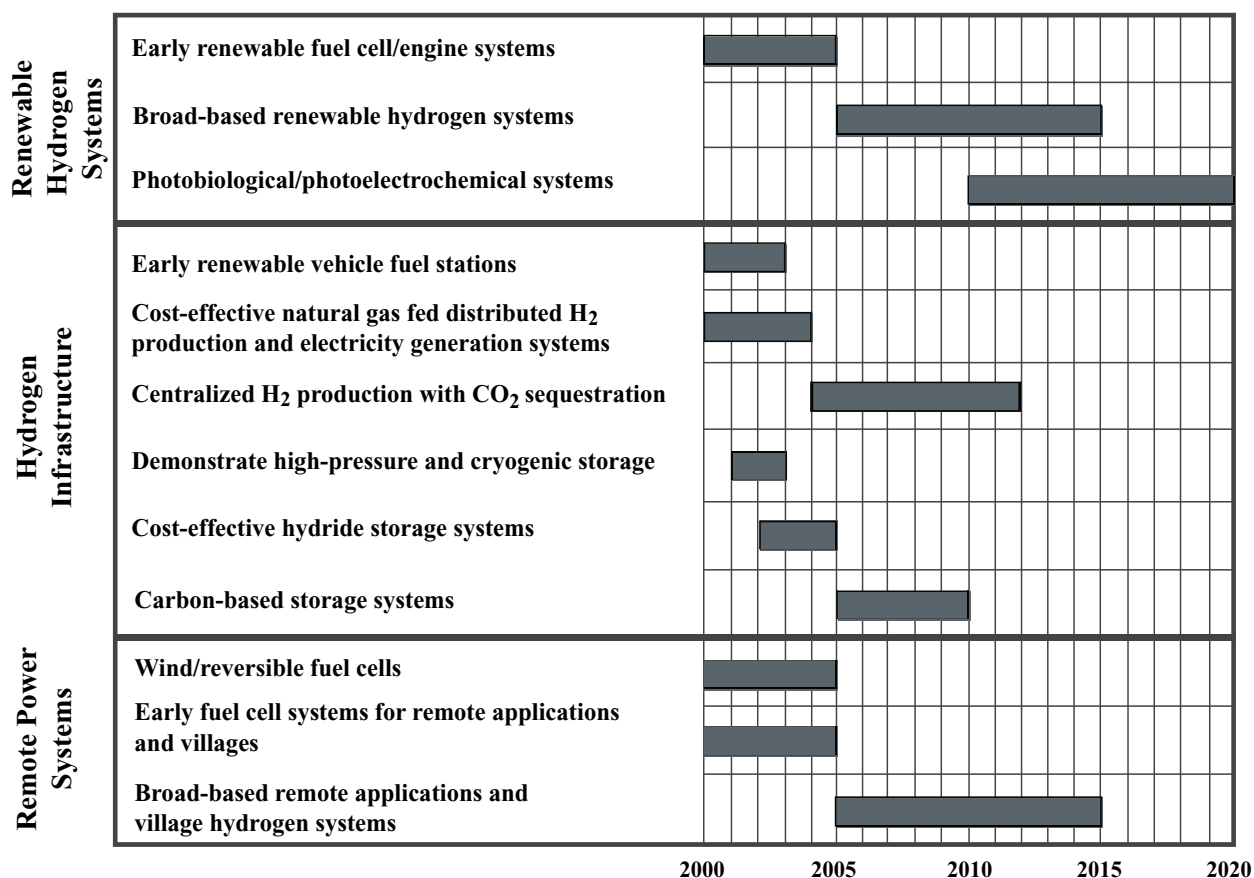 Renewable
Hydrogen
Systems
Early renewable fuel cell/engine systems
Broad-based renewable hydrogen systems
Photobiological/photoelectrochemical systems
Hydrogen
Infrastructure
Early renewable vehicle fuel stations
Cost-effective natural gas fed distributed H2
production and electricity generation systems
Centralized H2 production with CO2 sequestration
Demonstrate high-pressure and cryogenic storage
Cost-effective hydride storage systems
Carbon-based storage systems
Remote Power
Systems
Wind/reversible fuel cells
Early fuel cell systems for remote applications
and villages
Broad-based remote applications and
village hydrogen systems
2000 2005 2010 2015 2020